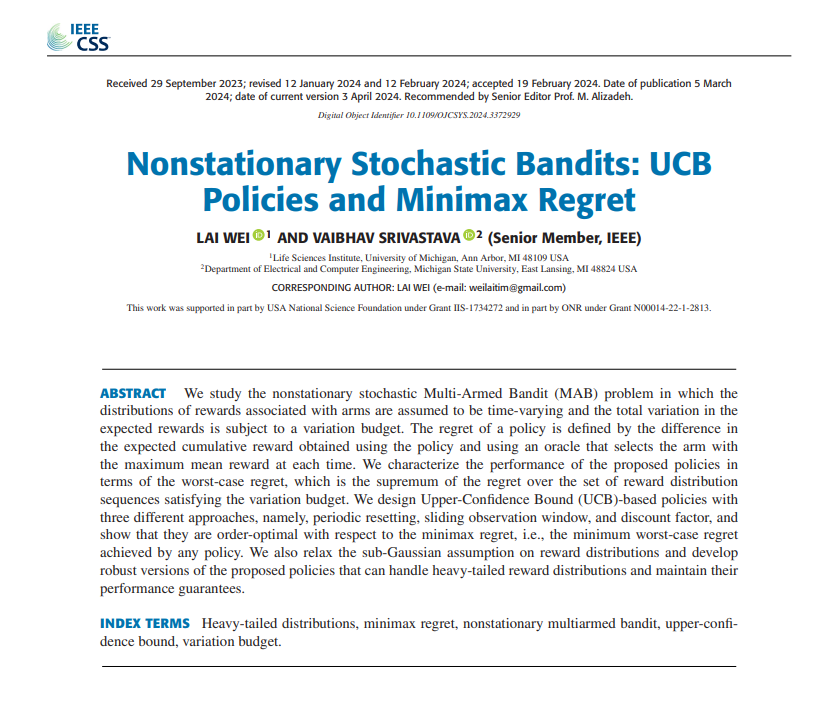 IEEE
CSS
Received 29 September 2023; revised 12 January 2024 and 12 February 2024; accepted 19 February 2024. Date of publication 5 March
2024; date of current version 3 April 2024. Recommended by Senior Editor Prof. M. Alizadeh.
Digital Object Identifier 10.1109/OJCSYS.2024.3372929
Nonstationary Stochastic Bandits: UCB
Policies and Minimax Regret
LAI WEI iD 1 AND VAIBHAV SRIVASTAVA iD 2 (Senior Member, IEEE)
1Life Sciences Institute, University of Michigan, Ann Arbor, MI 48109 USA
2Department of Electrical and Computer Engineering, Michigan State University, East Lansing, MI 48824 USA
CORRESPONDING AUTHOR: LAI WEI (e-mail: weilaitim@gmail.com)
This work was supported in part by USA National Science Foundation under Grant IIS-1734272 and in part by ONR under Grant N00014-22-1-2813.
ABSTRACT We study the nonstationary stochastic Multi-Armed Bandit (MAB) problem in which the
distributions of rewards associated with arms are assumed to be time-varying and the total variation in the
expected rewards is subject to a variation budget. The regret of a policy is defined by the difference in
the expected cumulative reward obtained using the policy and using an oracle that selects the arm with
the maximum mean reward at each time. We characterize the performance of the proposed policies in
terms of the worst-case regret, which is the supremum of the regret over the set of reward distribution
sequences satisfying the variation budget. We design Upper-Confidence Bound (UCB)-based policies with
three different approaches, namely, periodic resetting, sliding observation window, and discount factor, and
show that they are order-optimal with respect to the minimax regret, i.e., the minimum worst-case regret
achieved by any policy. We also relax the sub-Gaussian assumption on reward distributions and develop
robust versions of the proposed policies that can handle heavy-tailed reward distributions and maintain their
performance guarantees.
INDEX TERMS Heavy-tailed distributions, minimax regret, nonstationary multiarmed bandit, upper-confi-
dence bound, variation budget.